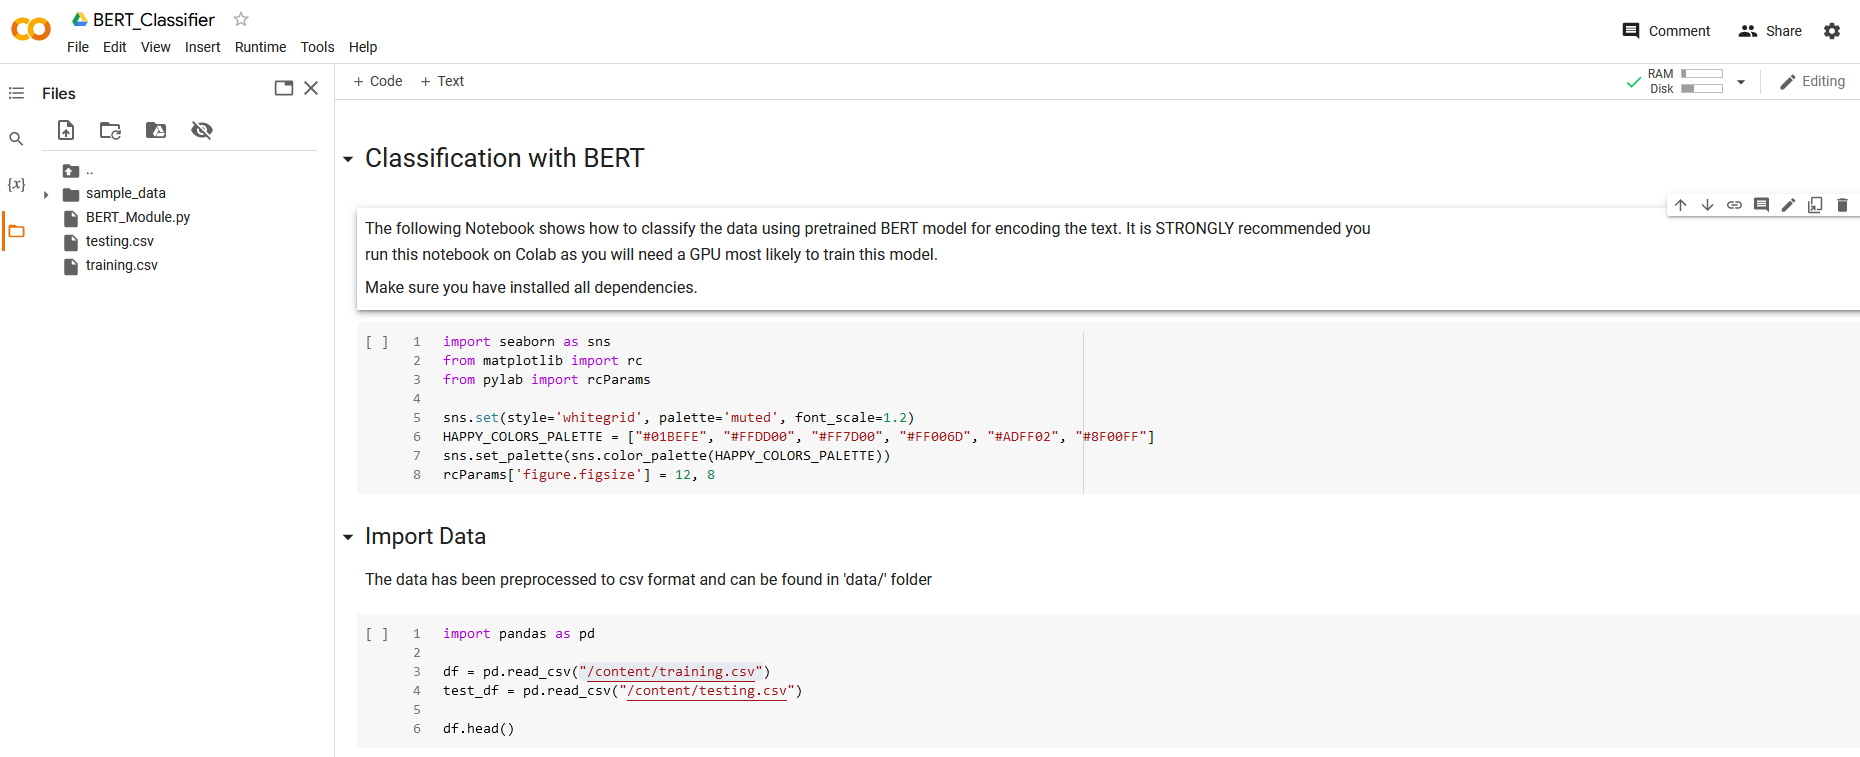 BERT_Classifier
File Edit View Insert Runtime Tools Help
Comment Share
Files
+ Code + Text
RAM
Disk
Editing
..
sample_data
BERT_Module.py
testing.csv
training.csv
{x}
Classification with BERT
The following Notebook shows how to classify the data using pretrained BERT model for encoding the text. It is STRONGLY recommended you
run this notebook on Colab as you will need a GPU most likely to train this model.
Make sure you have installed all dependencies.
[ ] 1 import seaborn as sns
2 from matplotlib import rc
3 from pylab import rcParams
4
5 sns.set(style='whitegrid', palette='muted', font_scale=1.2)
6 HAPPY_COLORS_PALETTE = ["#01BEFE", "#FFDD00", "#FF7D00", "#FF006D", "#ADFF02", "#8F00FF"]
7 sns.set_palette(sns.color_palette(HAPPY_COLORS_PALETTE))
8 rcParams['figure.figsize'] = 12, 8
Import Data
The data has been preprocessed to csv format and can be found in 'data/' folder
[ ] 1 import pandas as pd
2
3 df = pd.read_csv("/content/training.csv")
4 test_df = pd.read_csv("/content/testing.csv")
5
6 df.head()